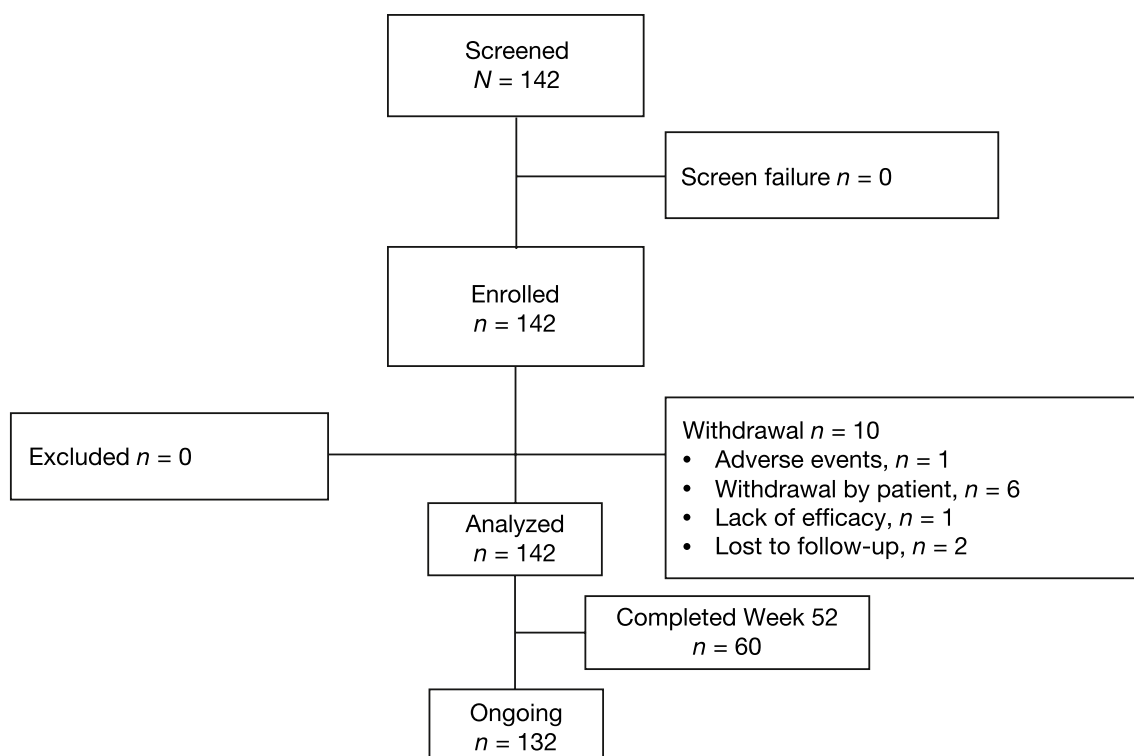 Screened
N = 142
Screen failure n = 0
Enrolled
n = 142
Excluded n = 0
Withdrawal n = 10
• Adverse events, n = 1
• Withdrawal by patient, n = 6
• Lack of efficacy, n = 1
• Lost to follow-up, n = 2
Analyzed
n = 142
Completed Week 52
n = 60
Ongoing
n = 132